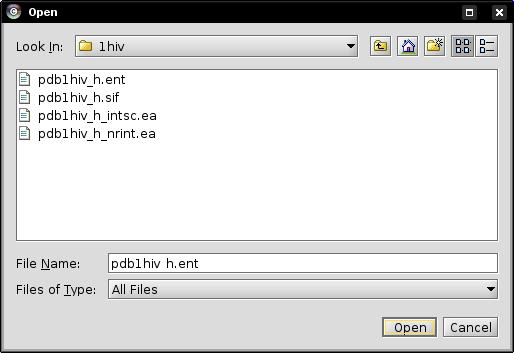 Open
Look In: 1hiv
pdb1hiv_h.ent
pdb1hiv_h.sif
pdb1hiv_h_intsc.ea
pdb1hiv_h_nrint.ea
File Name: pdb1hiv h.ent
Files of Type: All Files
Open Cancel